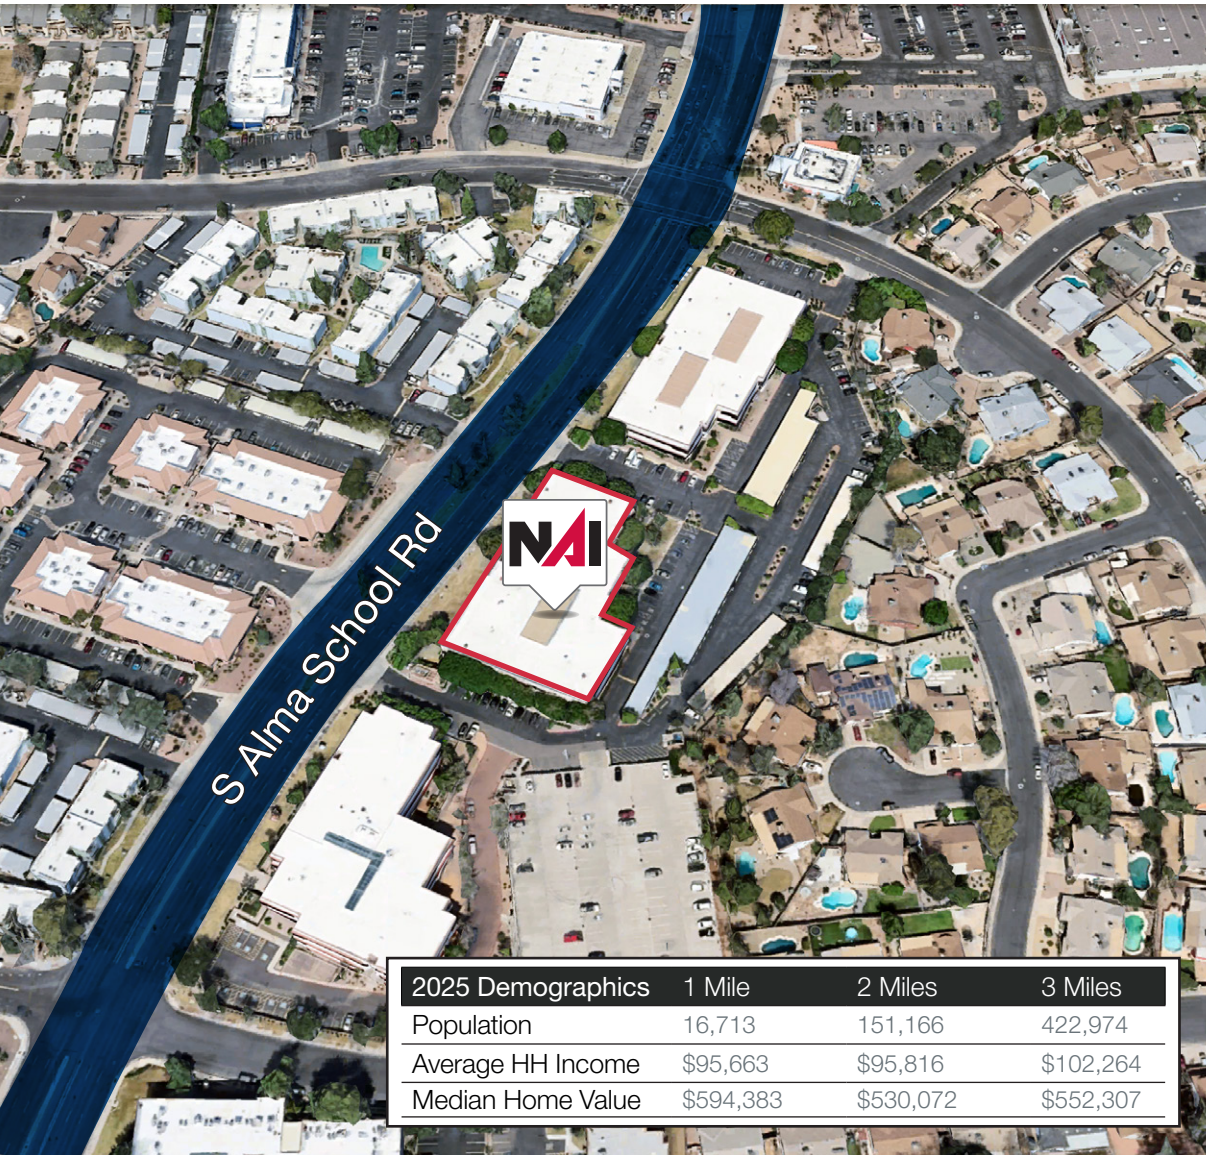 NAI
S Alma School Rd
2025 Demographics 1 Mile 2 Miles 3 Miles
Population 16,713 151,166 422,974
Average HH Income $95,663 $95,816 $102,264
Median Home Value $594,383 $530,072 $552,307